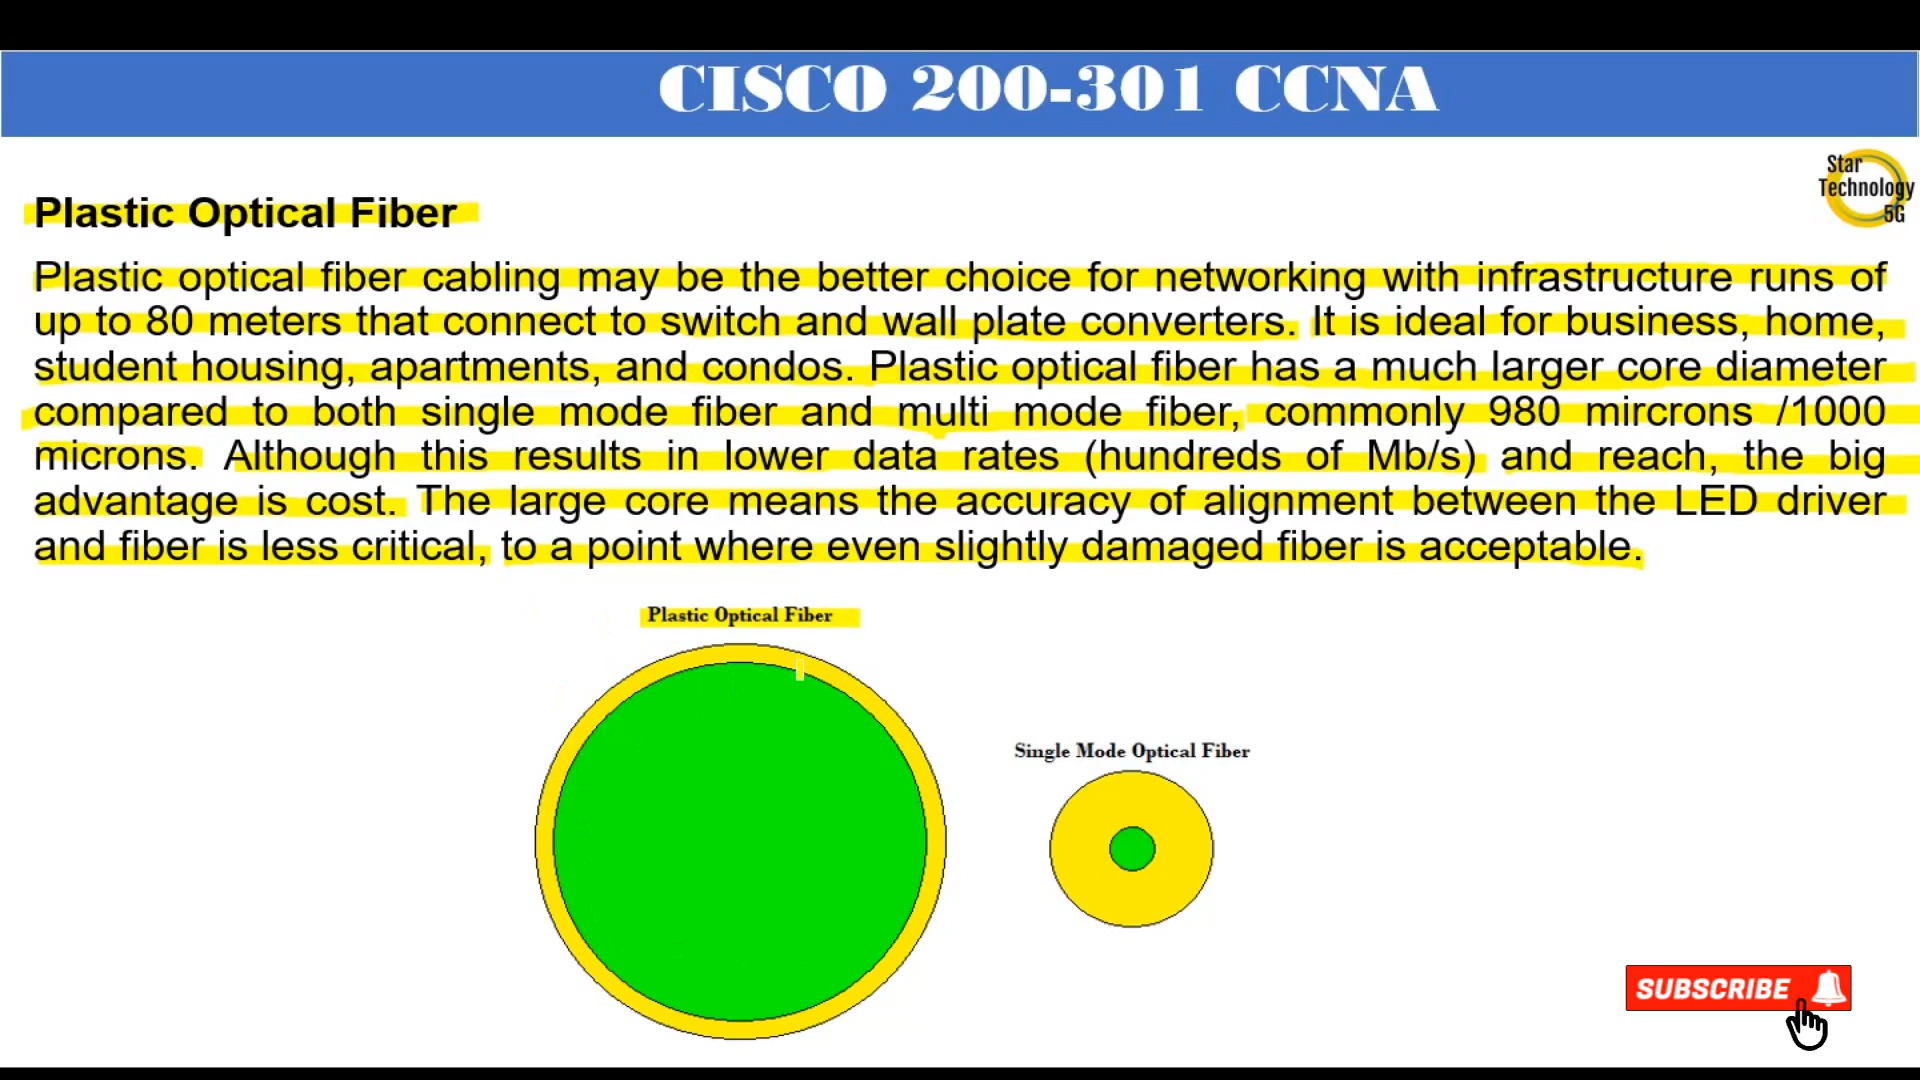 CISCO 200-301 CCNA
Star
Technology
5G
Plastic Optical Fiber
Plastic optical fiber cabling may be the better choice for networking with infrastructure runs of
up to 80 meters that connect to switch and wall plate converters. It is ideal for business, home,
student housing, apartments, and condos. Plastic optical fiber has a much larger core diameter
compared to both single mode fiber and multi mode fiber, commonly 980 mircrons /1000
microns. Although this results in lower data rates (hundreds of Mb/s) and reach, the big
advantage is cost. The large core means the accuracy of alignment between the LED driver
and fiber is less critical, to a point where even slightly damaged fiber is acceptable.
Plastic Optical Fiber
Single Mode Optical Fiber
SUBSCRIBE